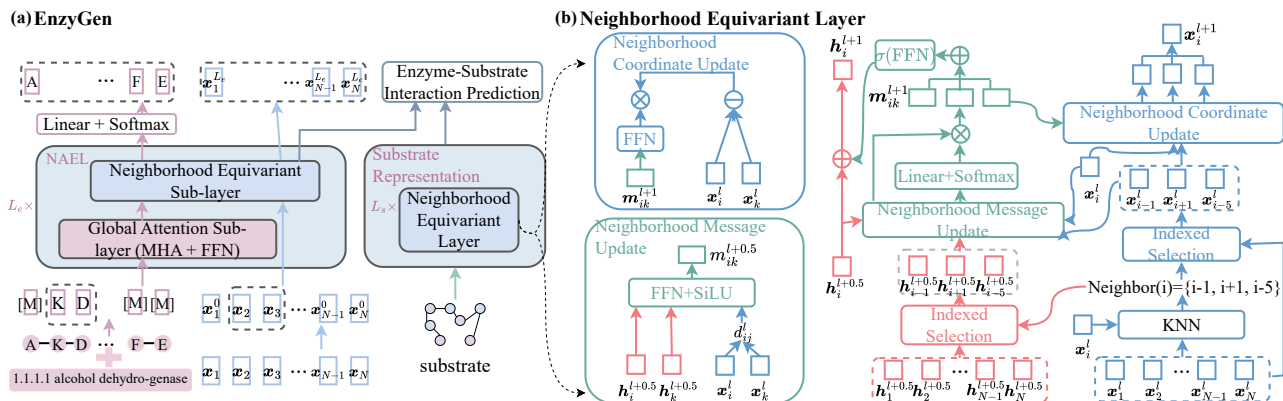 (a) EnzyGen
A ... F E
x_1^{L_e} ... x_{N-1}^{L_e} x_N^{L_e}
Enzyme-Substrate
Interaction Prediction
Linear + Softmax
NAEL
Neighborhood Equivariant
Sub-layer
L_e×
Global Attention Sub-
layer (MHA + FFN)
Substrate
Representation
L_s×
Neighborhood
Equivariant
Layer
[M] K D [M] [M]
x_1^0 x_2 x_3 ... x_{N-1}^0 x_N^0
A K D ... F E
x_1 x_2 x_3 ... x_{N-1} x_N
1.1.1.1 alcohol dehydro-genase
substrate
(b) Neighborhood Equivariant Layer
Neighborhood
Coordinate Update
FFN
m_{ik}^{l+1} x_i^l x_k^l
Neighborhood Message
Update
m_{ik}^{l+0.5}
FFN+SiLU
d_{ij}^l
h_i^{l+0.5} h_k^{l+0.5} x_i^l x_k^l
h_i^{l+1}
σ(FFN)
m_{ik}^{l+1}
Linear+Softmax
Neighborhood Message
Update
h_i^{l+0.5}
h_{i-1}^{l+0.5} h_{i+1}^{l+0.5} h_{i-5}^{l+0.5}
Indexed
Selection
h_1^{l+0.5} h_2^{l+0.5} ... h_{N-1}^{l+0.5} h_N^{l+0.5}
x_i^{l+1}
Neighborhood Coordinate
Update
x_i^l
x_{i-1}^l x_{i+1}^l x_{i-5}^l
Indexed
Selection
Neighbor(i)={i-1, i+1, i-5}
KNN
x_i^l
x_1^l x_2^l ... x_{N-1}^l x_N^l